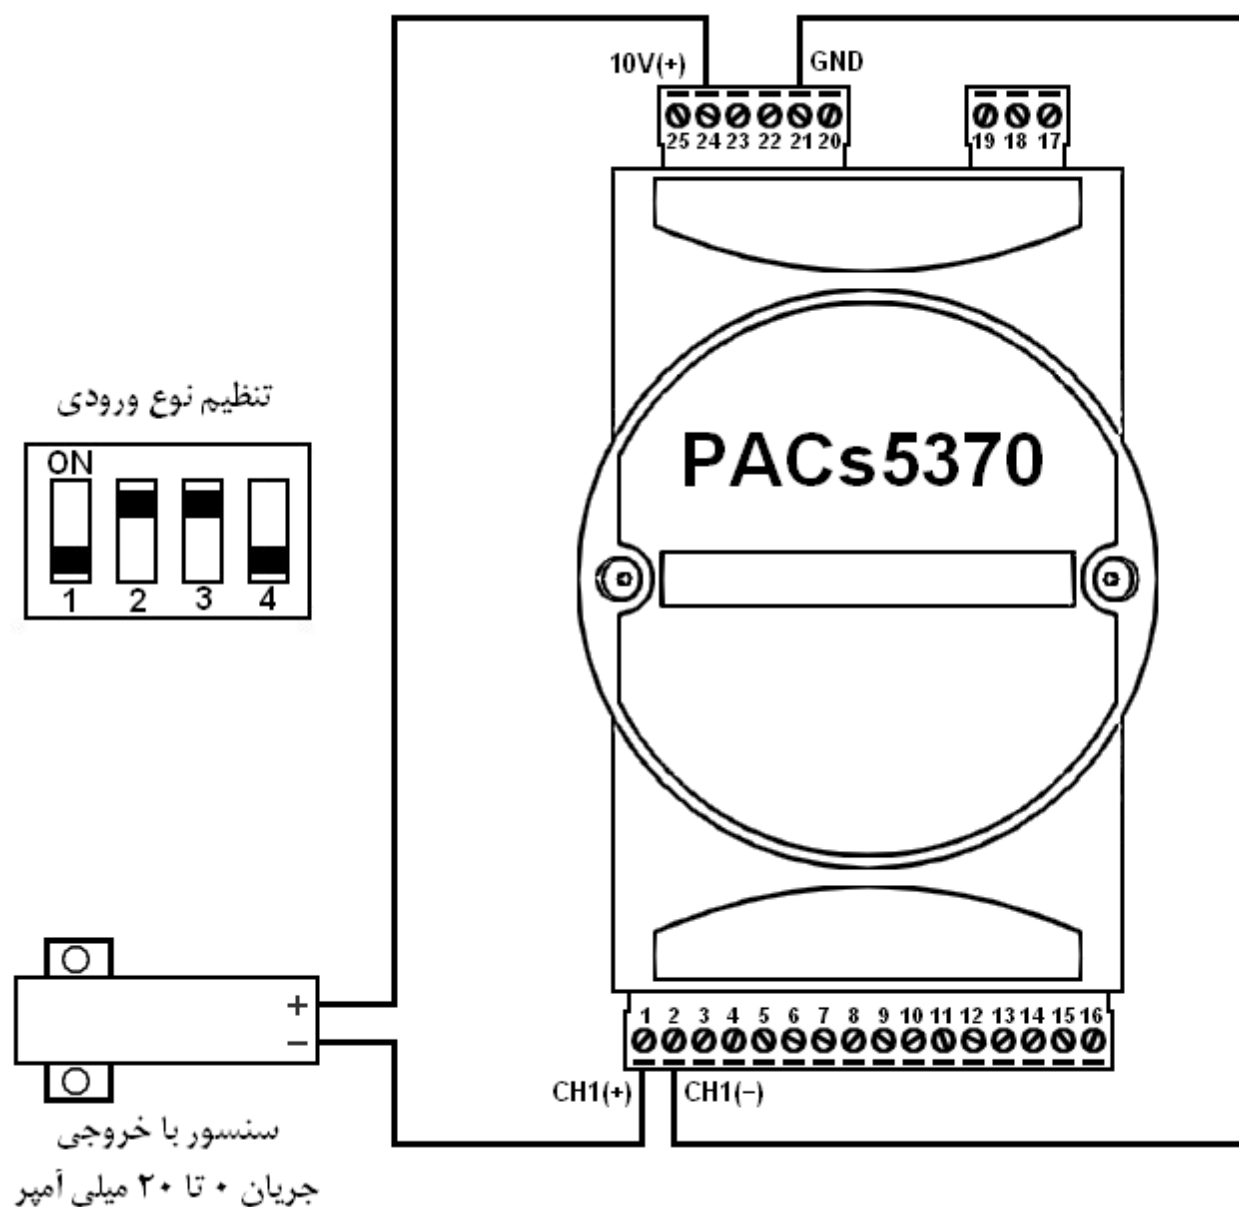 10V(+)
GND
25 24 23 22 21 20
19 18 17
تنظیم نوع ورودی
ON
1 2 3 4
PACs5370
+
−
1 2 3 4 5 6 7 8 9 10 11 12 13 14 15 16
CH1(+)
CH1(−)
سنسور با خروجی
جریان ۰ تا ۲۰ میلی آمپر